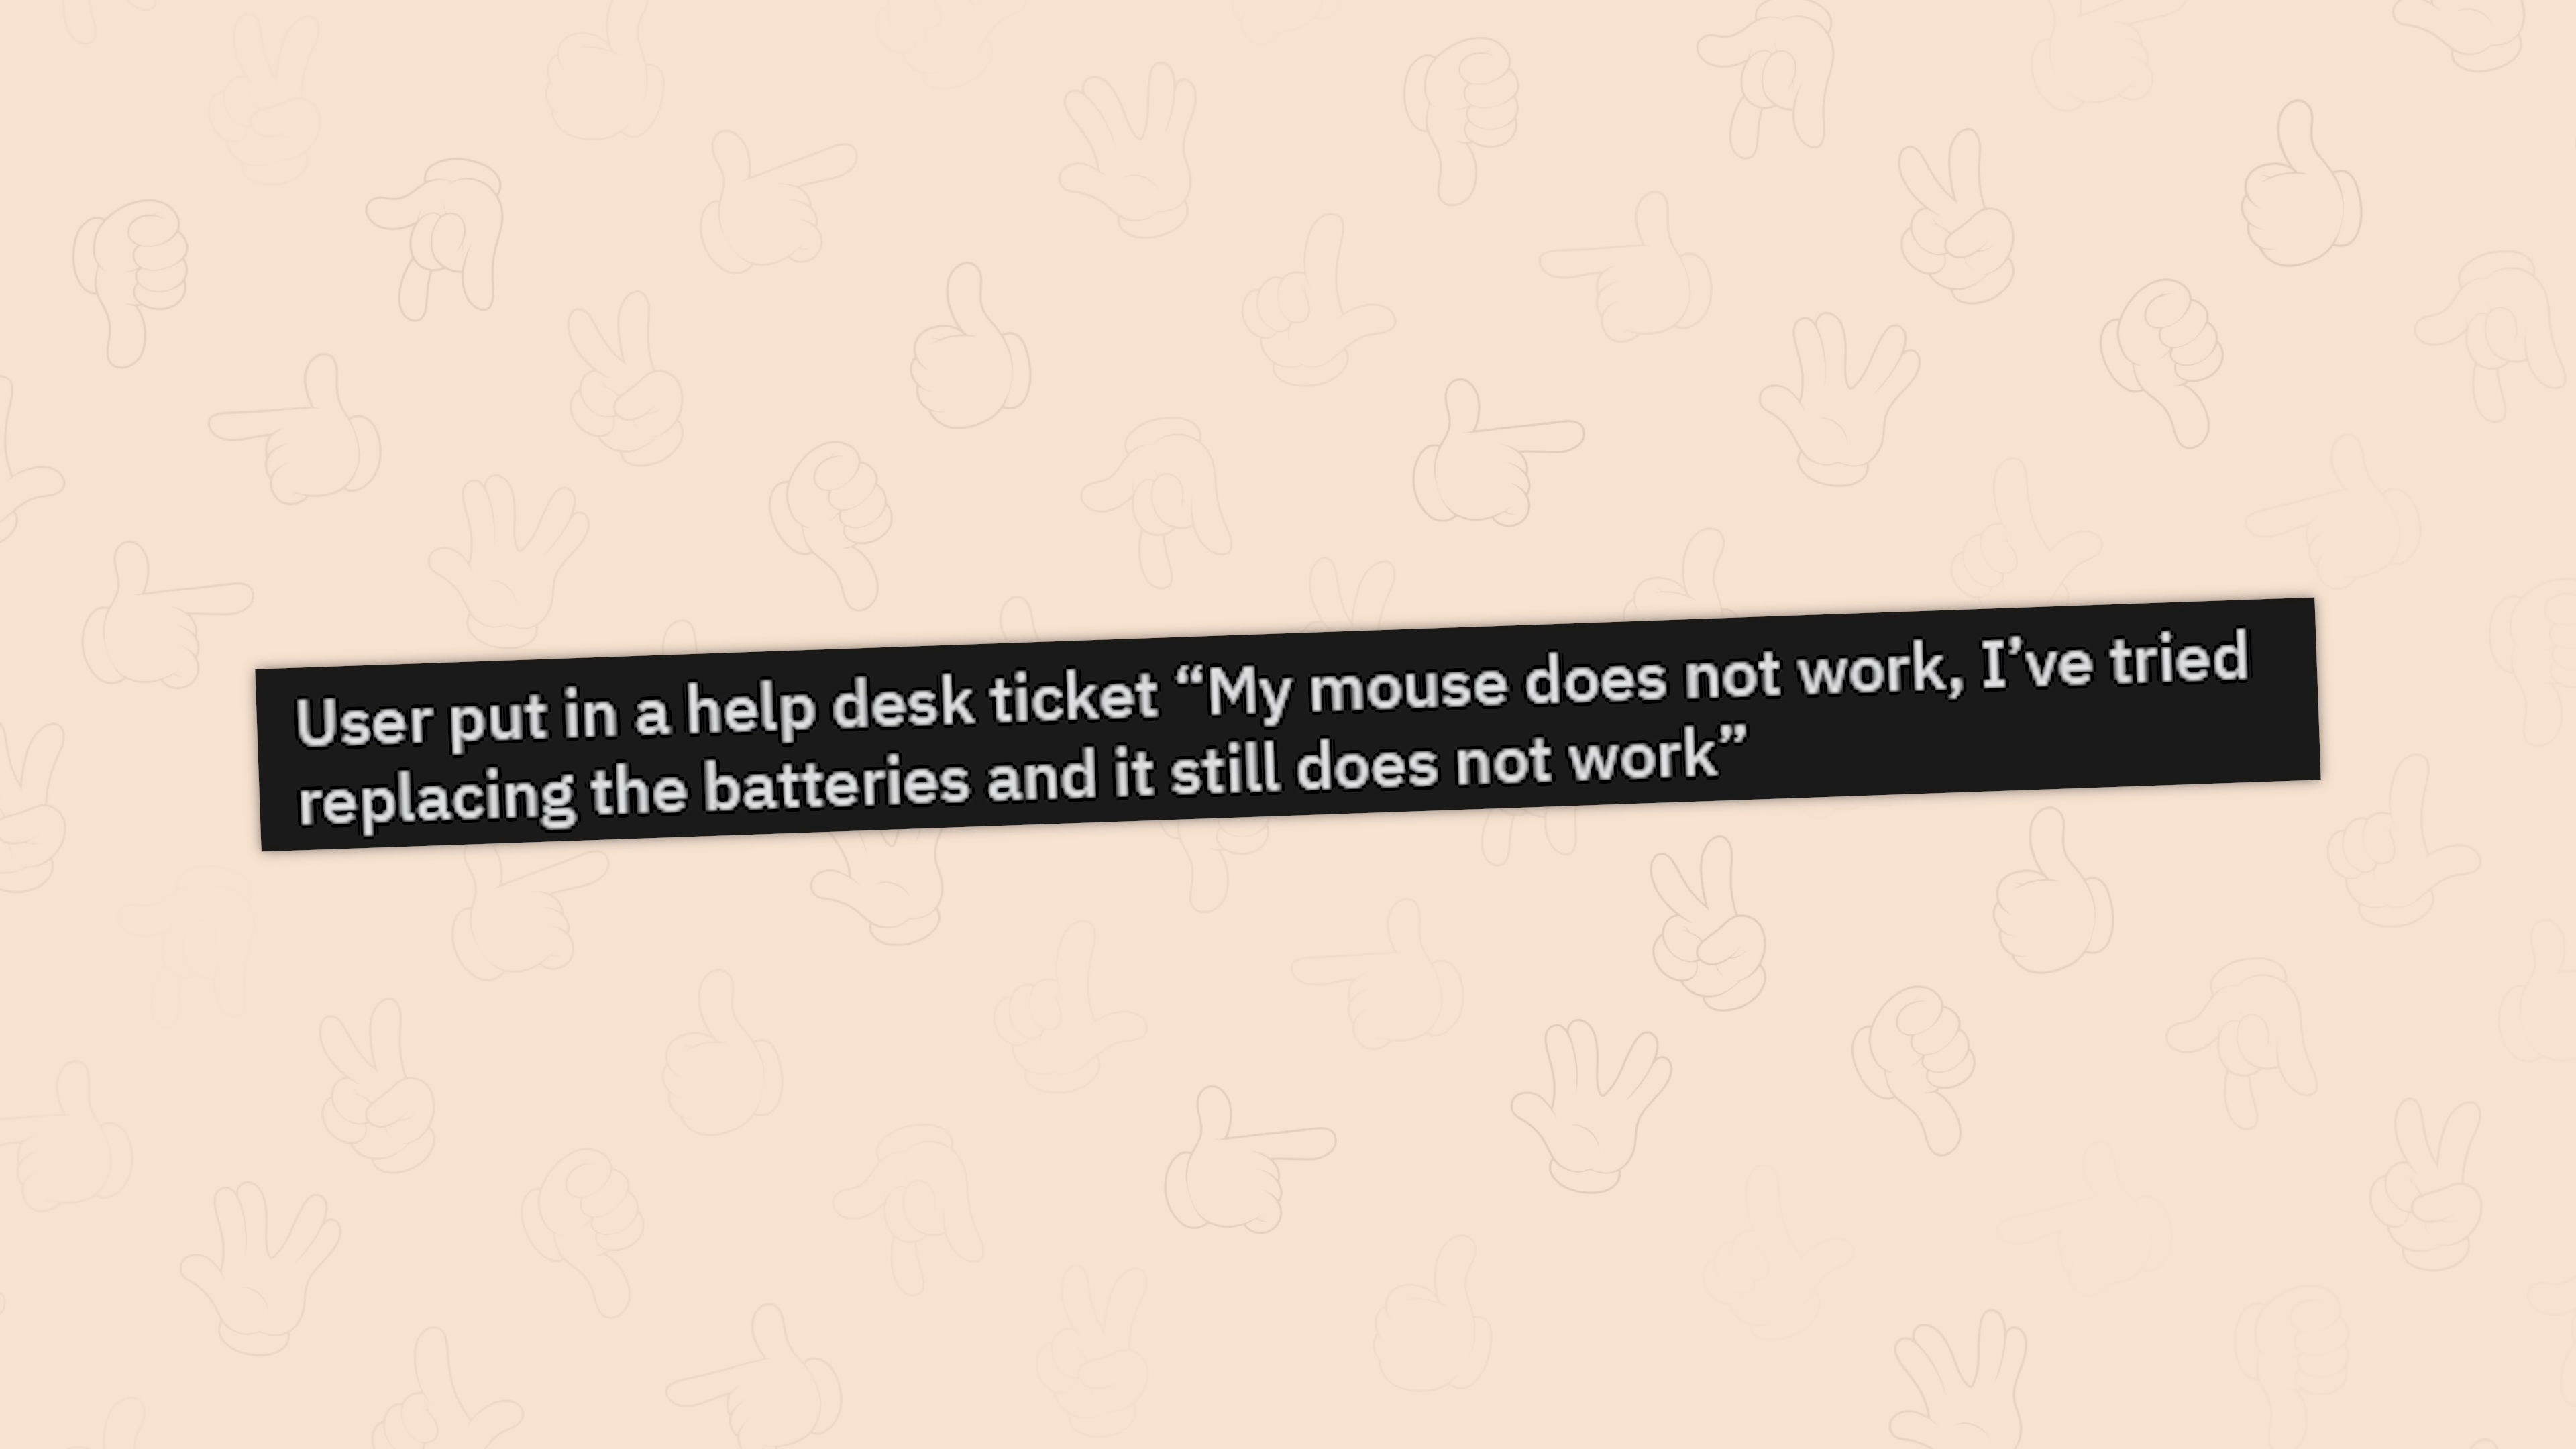 User put in a help desk ticket “My mouse does not work, I’ve tried
replacing the batteries and it still does not work”